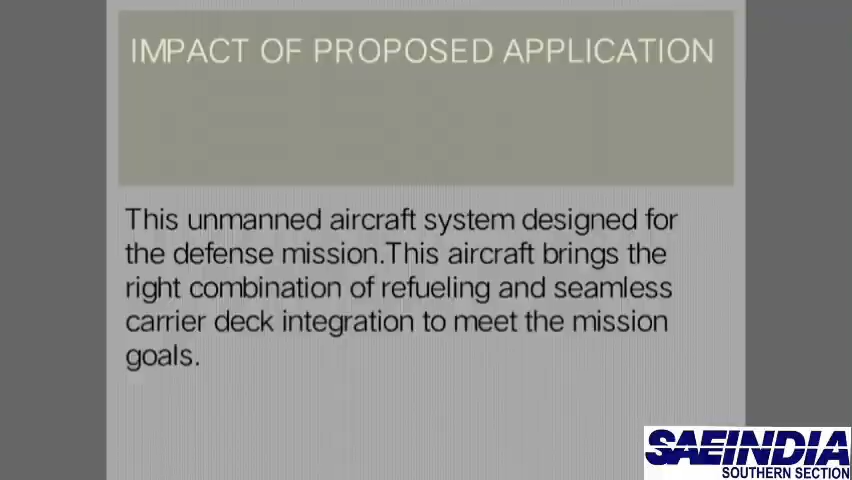 IMPACT OF PROPOSED APPLICATION
This unmanned aircraft system designed for
the defense mission.This aircraft brings the
right combination of refueling and seamless
carrier deck integration to meet the mission
goals.
SAEINDIA
SOUTHERN SECTION